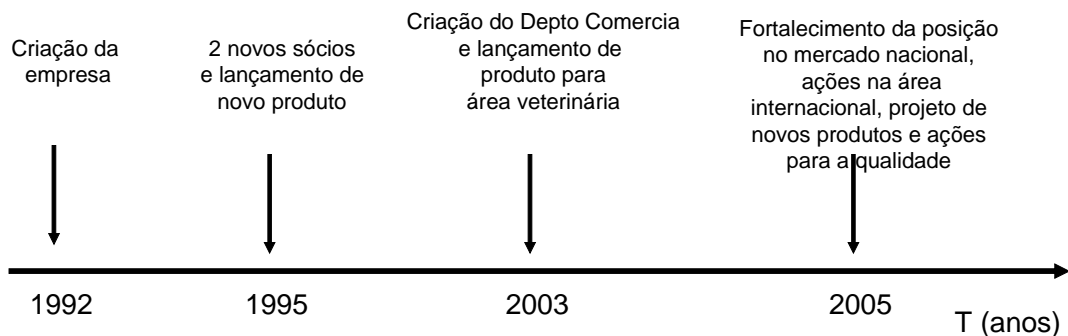 Criação da
empresa
2 novos sócios
e lançamento de
novo produto
Criação do Depto Comercia
e lançamento de
produto para
área veterinária
Fortalecimento da posição
no mercado nacional,
ações na área
internacional, projeto de
novos produtos e ações
para a qualidade
1992
1995
2003
2005
T (anos)